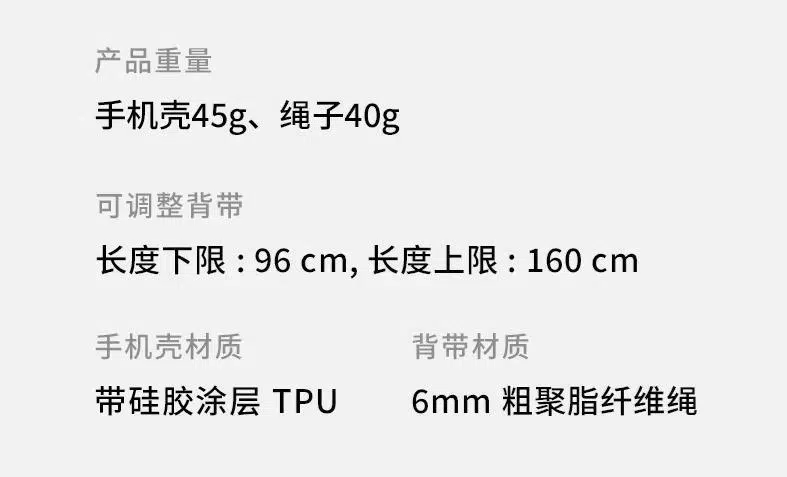 产品重量
手机壳45g、绳子40g
可调整背带
长度下限 : 96 cm, 长度上限 : 160 cm
手机壳材质
背带材质
带硅胶涂层 TPU
6mm 粗聚脂纤维绳